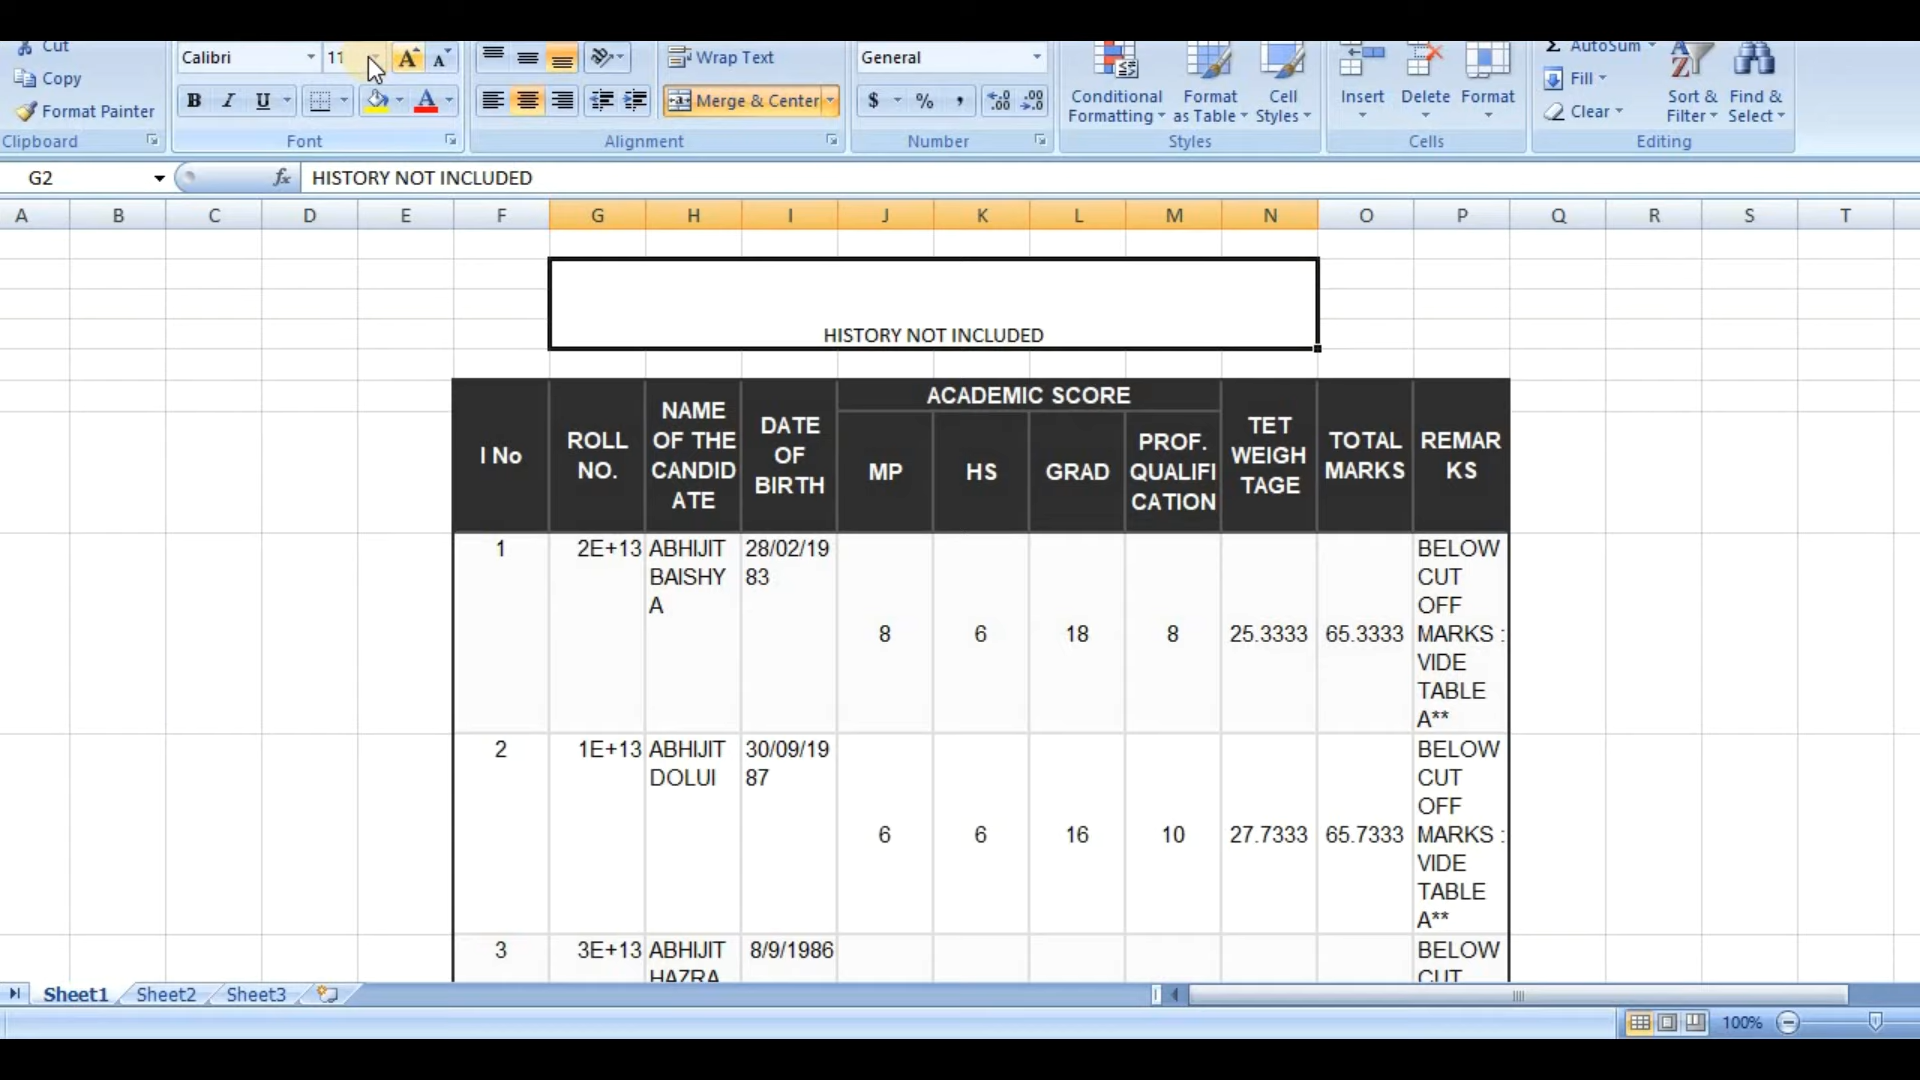 Cut
Copy
Format Painter
Clipboard
Calibri
11
A A
B I U
A
Font
Wrap Text
Merge & Center
Alignment
General
$ % ,
.00 .0
Number
Conditional
Formatting
Format
as Table
Cell
Styles
Styles
Insert
Delete
Format
Cells
Σ AutoSum
Fill
Clear
Sort &
Filter
Find &
Select
Editing
G2
fx
HISTORY NOT INCLUDED
A B C D E F G H I J K L M N O P Q R S T
HISTORY NOT INCLUDED
l No
ROLL
NO.
NAME
OF THE
CANDID
ATE
DATE
OF
BIRTH
ACADEMIC SCORE
MP
HS
GRAD
PROF.
QUALIFI
CATION
TET
WEIGH
TAGE
TOTAL
MARKS
REMAR
KS
1
2E+13
ABHIJIT
BAISHY
A
28/02/19
83
8
6
18
8
25.3333
65.3333
BELOW
CUT
OFF
MARKS :
VIDE
TABLE
A**
2
1E+13
ABHIJIT
DOLUI
30/09/19
87
6
6
16
10
27.7333
65.7333
BELOW
CUT
OFF
MARKS :
VIDE
TABLE
A**
3
3E+13
ABHIJIT
HAZRA
8/9/1986
BELOW
CUT
Sheet1 Sheet2 Sheet3
100%